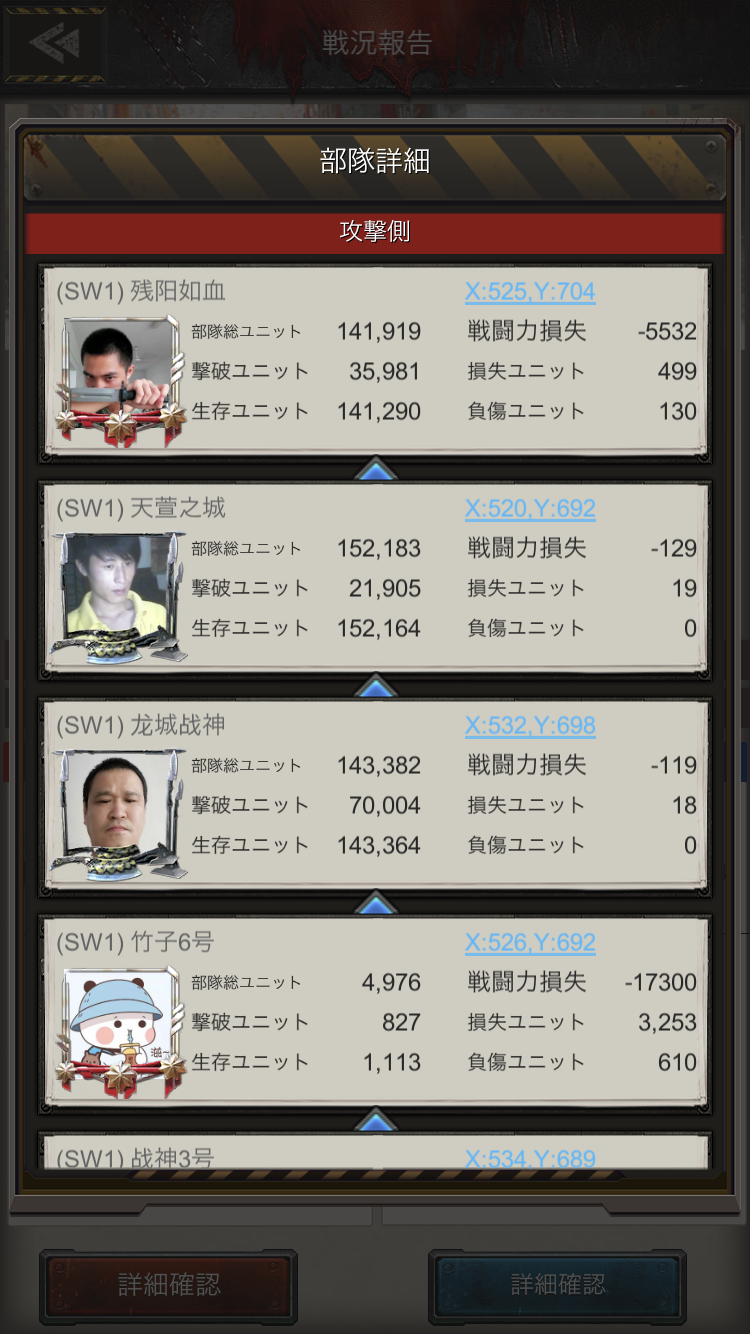 戦況報告
部隊詳細
攻撃側
(SW1) 残阳如血 X:525,Y:704
部隊総ユニット 141,919 戦闘力損失 -5532
撃破ユニット 35,981 損失ユニット 499
生存ユニット 141,290 負傷ユニット 130
(SW1) 天萱之城 X:520,Y:692
部隊総ユニット 152,183 戦闘力損失 -129
撃破ユニット 21,905 損失ユニット 19
生存ユニット 152,164 負傷ユニット 0
(SW1) 龙城战神 X:532,Y:698
部隊総ユニット 143,382 戦闘力損失 -119
撃破ユニット 70,004 損失ユニット 18
生存ユニット 143,364 負傷ユニット 0
(SW1) 竹子6号 X:526,Y:692
部隊総ユニット 4,976 戦闘力損失 -17300
撃破ユニット 827 損失ユニット 3,253
生存ユニット 1,113 負傷ユニット 610
(SW1) 战神3号 X:534,Y:689
詳細確認 詳細確認